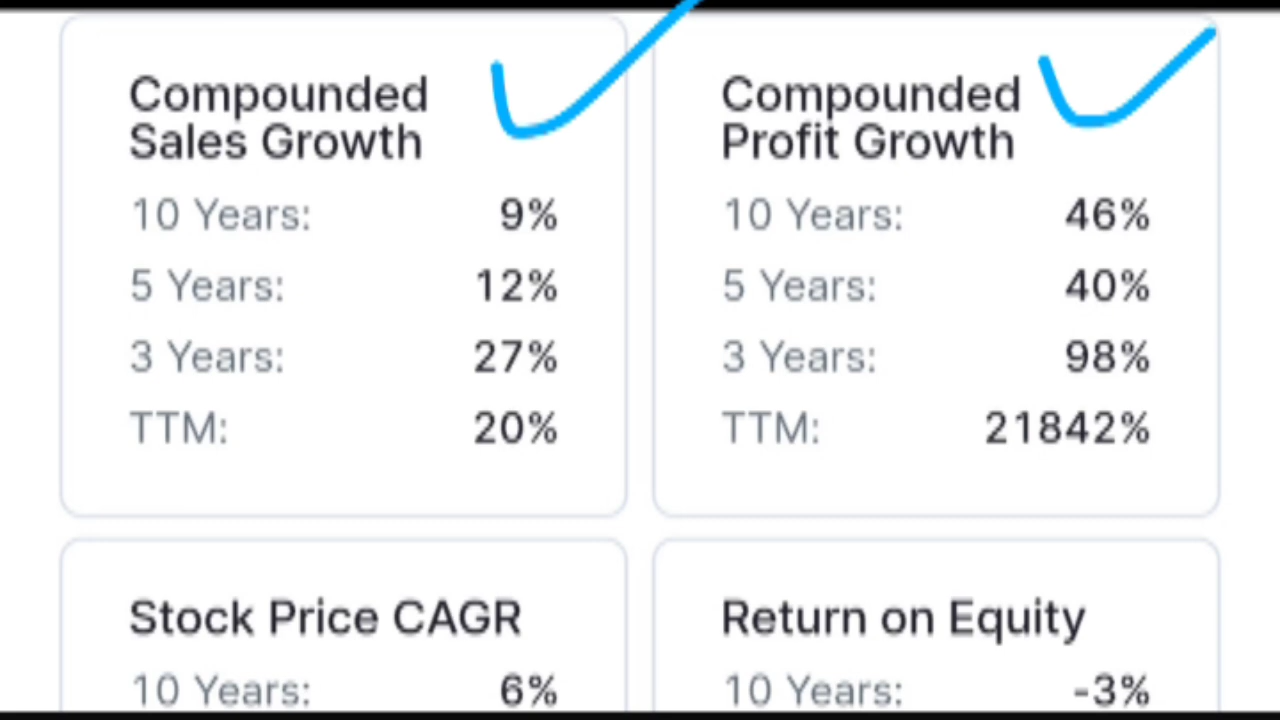 Compounded
Sales Growth
10 Years: 9%
5 Years: 12%
3 Years: 27%
TTM: 20%
Compounded
Profit Growth
10 Years: 46%
5 Years: 40%
3 Years: 98%
TTM: 21842%
Stock Price CAGR
10 Years: 6%
Return on Equity
10 Years: -3%